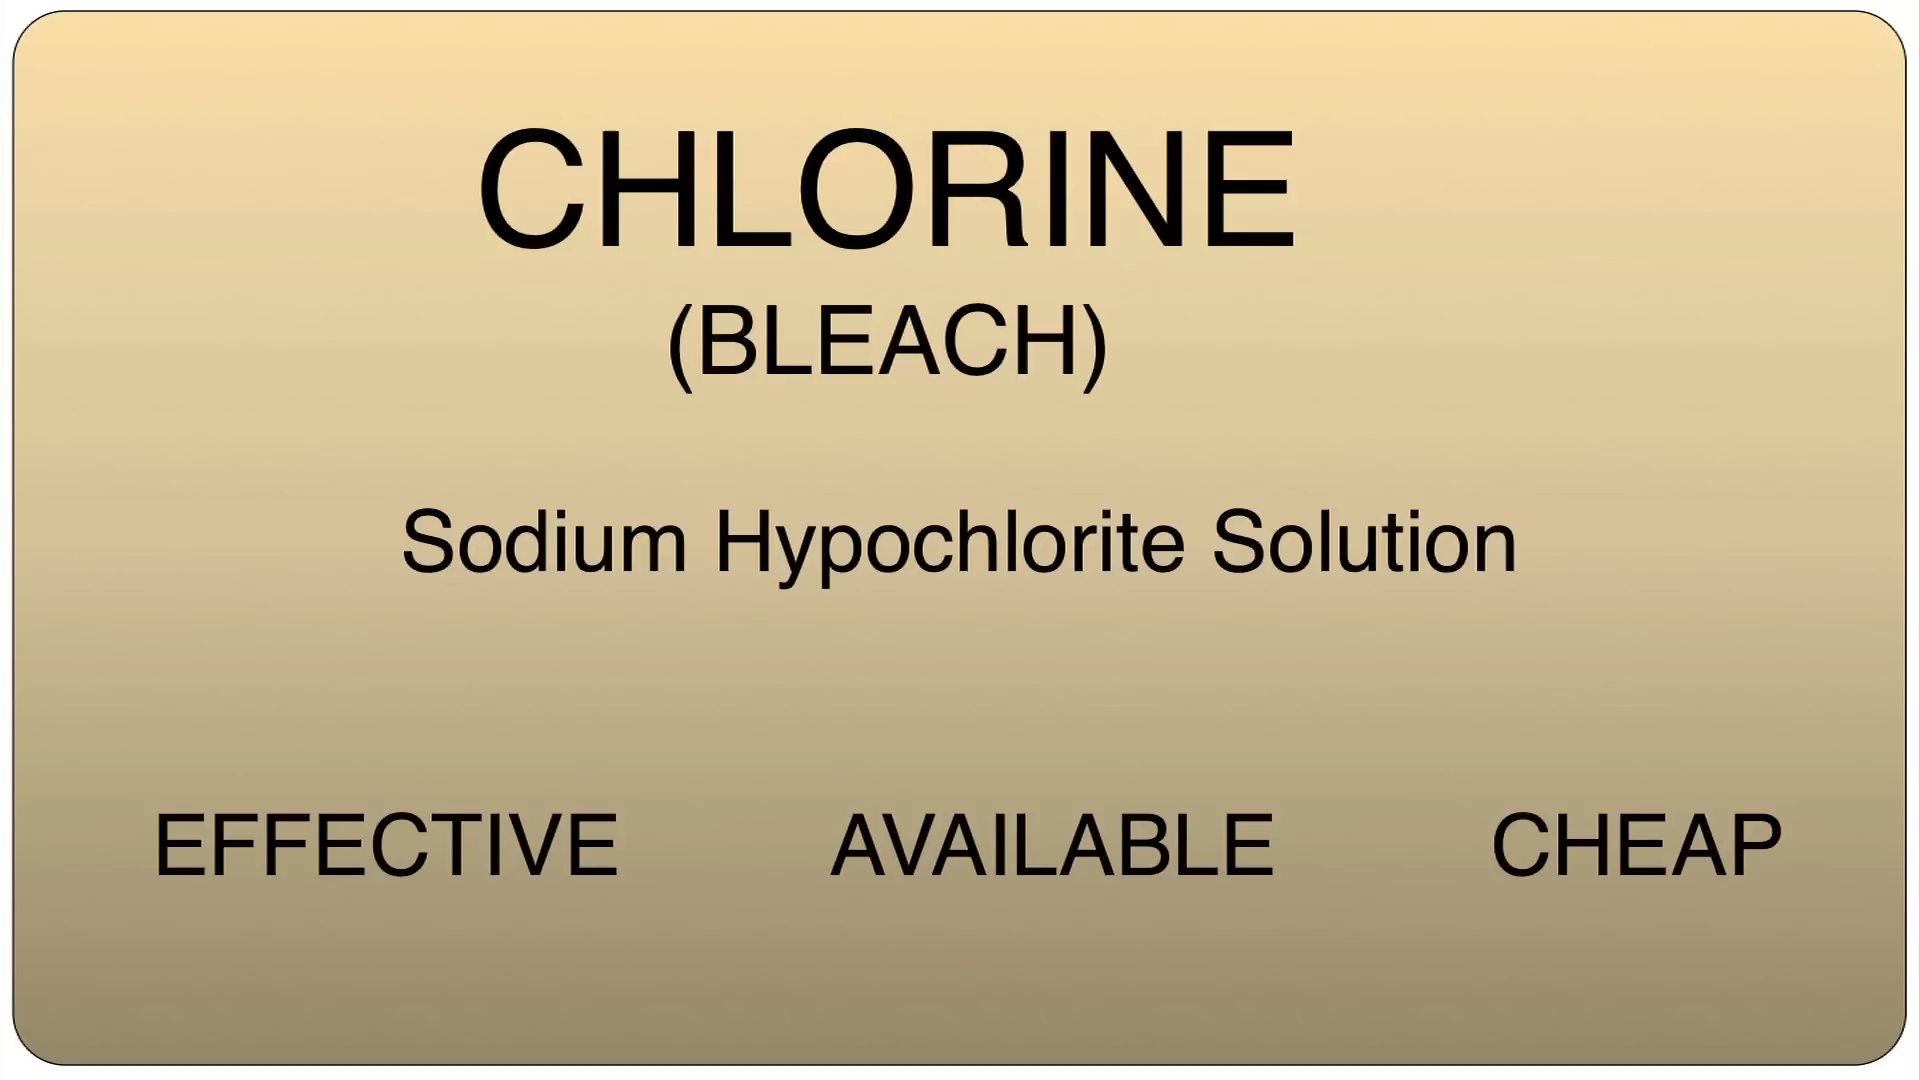 CHLORINE
(BLEACH)
Sodium Hypochlorite Solution
EFFECTIVE AVAILABLE CHEAP